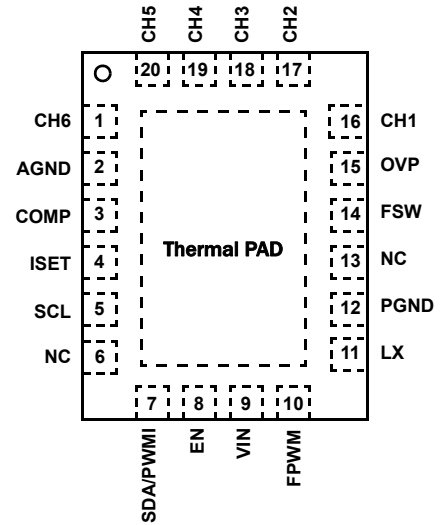 CH5 CH4 CH3 CH2
20 19 18 17
CH6 1 16 CH1
AGND 2 15 OVP
COMP 3 14 FSW
ISET 4 Thermal PAD 13 NC
SCL 5 12 PGND
NC 6 11 LX
7 8 9 10
SDA/PWMI EN VIN FPWM